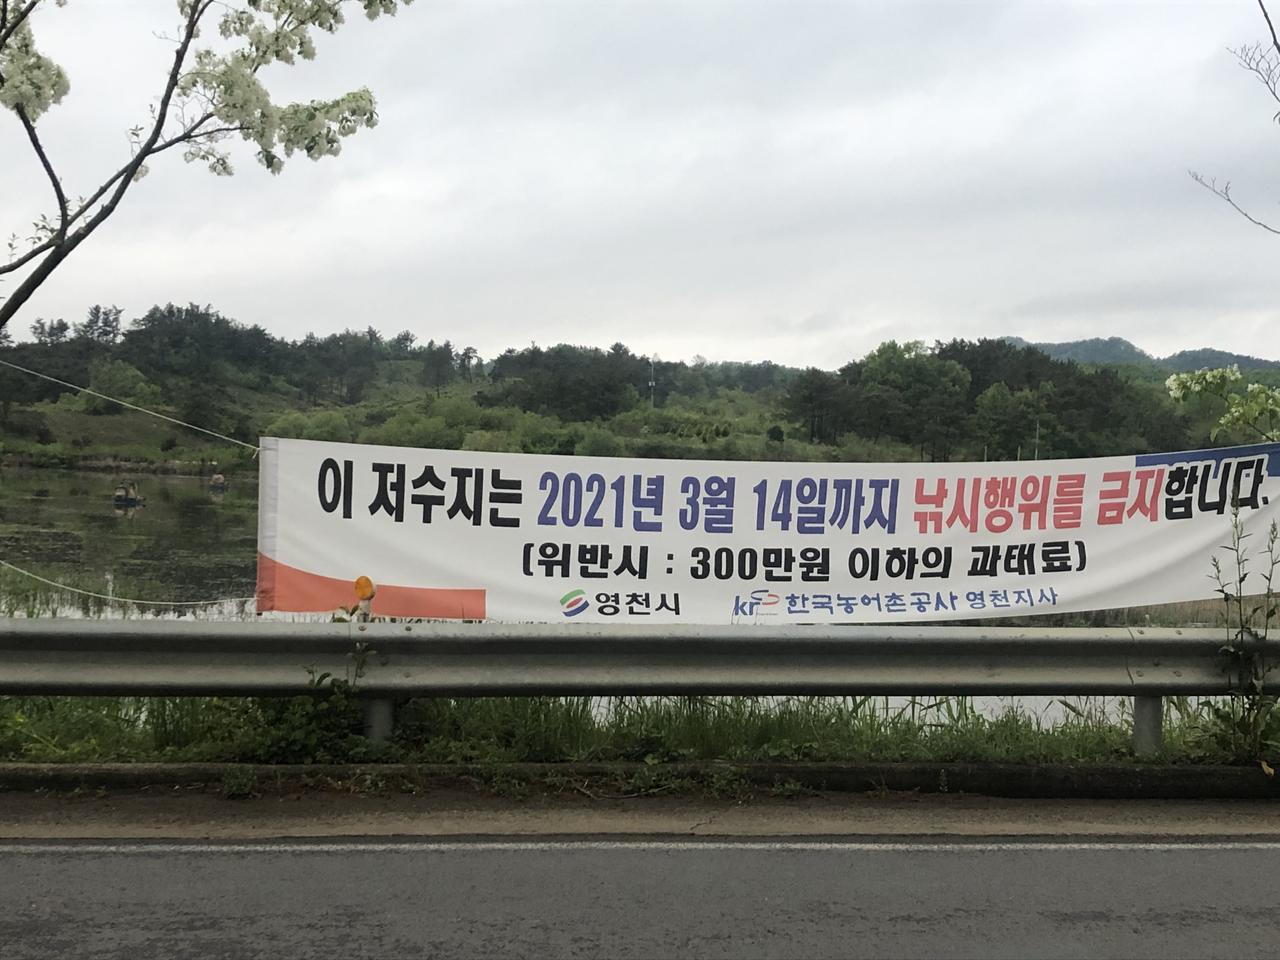 이 저수지는 2021년 3월 14일까지 낚시행위를 금지합니다.
(위반시 : 300만원 이하의 과태료)
영천시 kr 한국농어촌공사 영천지사